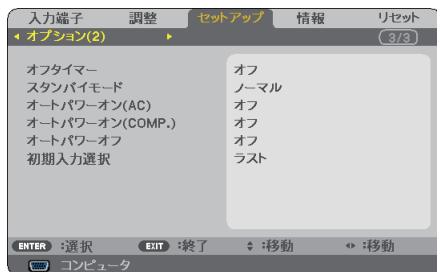 入力端子 調整 セットアップ 情報 リセット
オプション(2) 3/3
オフタイマー オフ
スタンバイモード ノーマル
オートパワーオン(AC) オフ
オートパワーオン(COMP.) オフ
オートパワーオフ オフ
初期入力選択 ラスト
ENTER :選択 EXIT :終了 :移動 :移動
コンピュータ